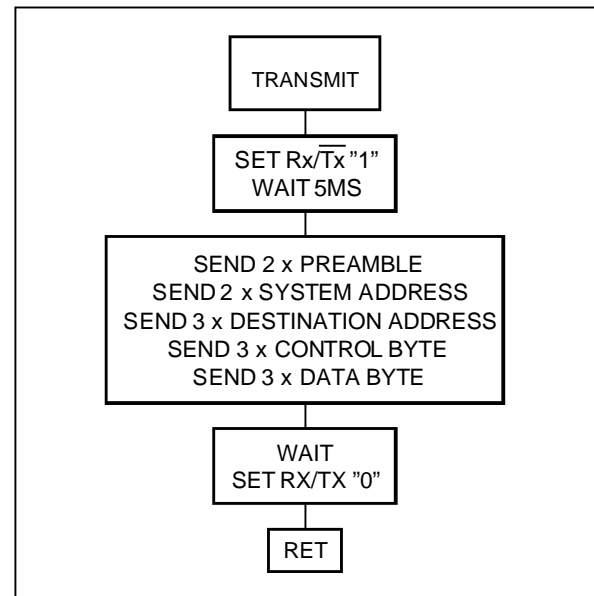 TRANSMIT
SET Rx/T̅x̅ ”1”
WAIT 5MS
SEND 2 x PREAMBLE
SEND 2 x SYSTEM ADDRESS
SEND 3 x DESTINATION ADDRESS
SEND 3 x CONTROL BYTE
SEND 3 x DATA BYTE
WAIT
SET RX/TX ”0”
RET